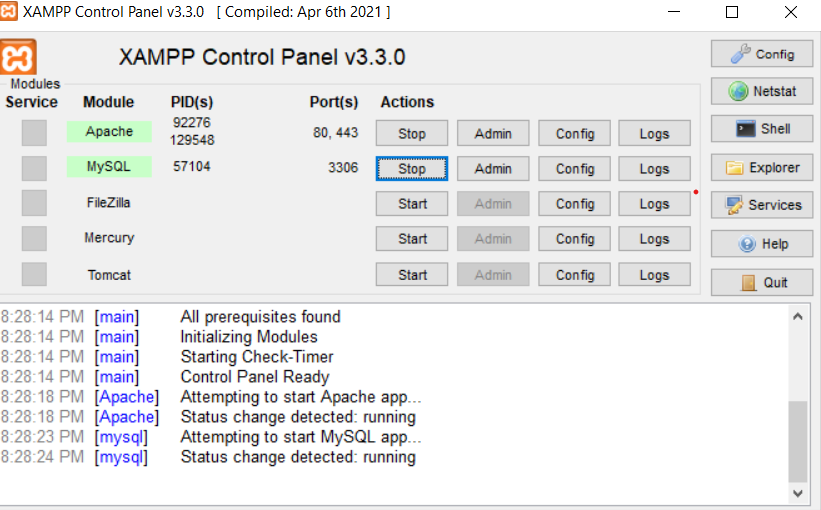 XAMPP Control Panel v3.3.0 [ Compiled: Apr 6th 2021 ]
XAMPP Control Panel v3.3.0
Config
Modules
Service Module PID(s) Port(s) Actions
Netstat
Apache 92276 129548 80, 443 Stop Admin Config Logs
Shell
MySQL 57104 3306 Stop Admin Config Logs
Explorer
FileZilla Start Admin Config Logs
Services
Mercury Start Admin Config Logs
Help
Tomcat Start Admin Config Logs
Quit
8:28:14 PM [main] All prerequisites found
8:28:14 PM [main] Initializing Modules
8:28:14 PM [main] Starting Check-Timer
8:28:14 PM [main] Control Panel Ready
8:28:18 PM [Apache] Attempting to start Apache app...
8:28:18 PM [Apache] Status change detected: running
8:28:23 PM [mysql] Attempting to start MySQL app...
8:28:24 PM [mysql] Status change detected: running